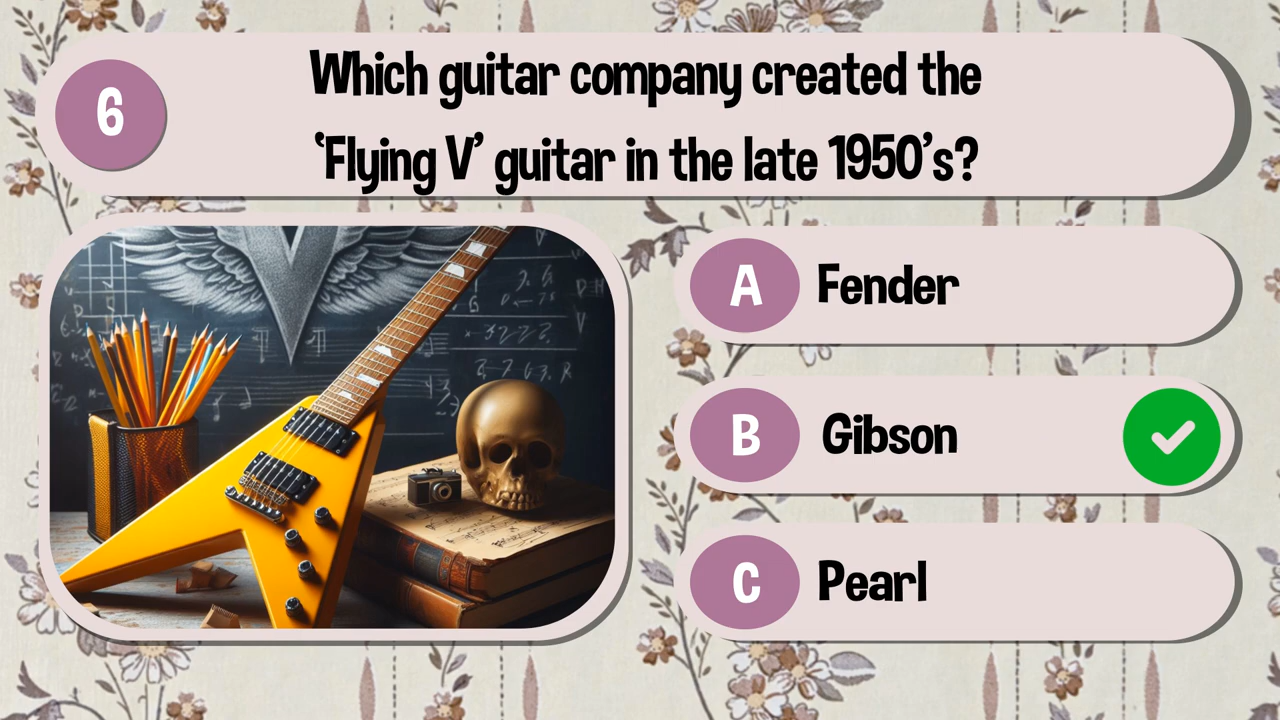 6
Which guitar company created the
‘Flying V’ guitar in the late 1950’s?
A Fender
B Gibson
C Pearl